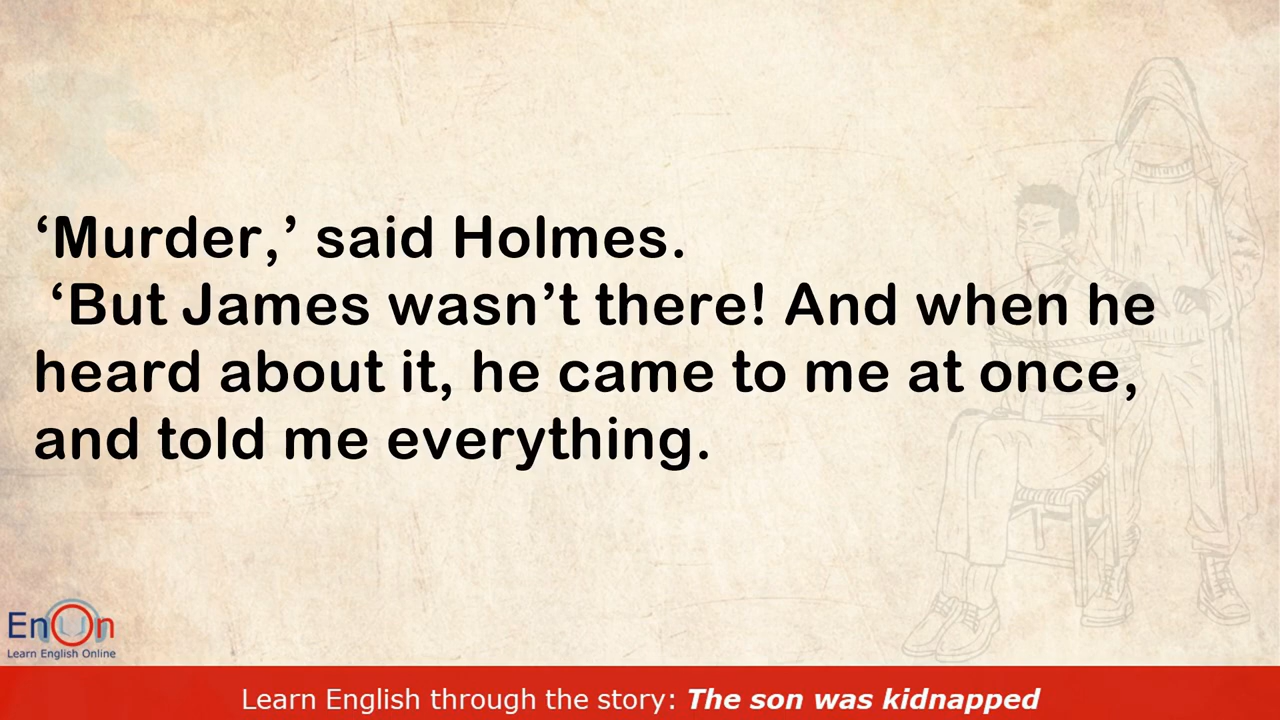 ‘Murder,’ said Holmes.
‘But James wasn’t there! And when he
heard about it, he came to me at once,
and told me everything.
EnOn
Learn English Online
Learn English through the story: The son was kidnapped